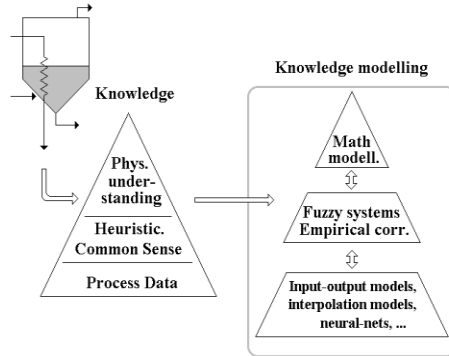 Knowledge
Phys.
under-
standing
Heuristic.
Common Sense
Process Data
Knowledge modelling
Math
modell.
Fuzzy systems
Empirical corr.
Input-output models,
interpolation models,
neural-nets, ...